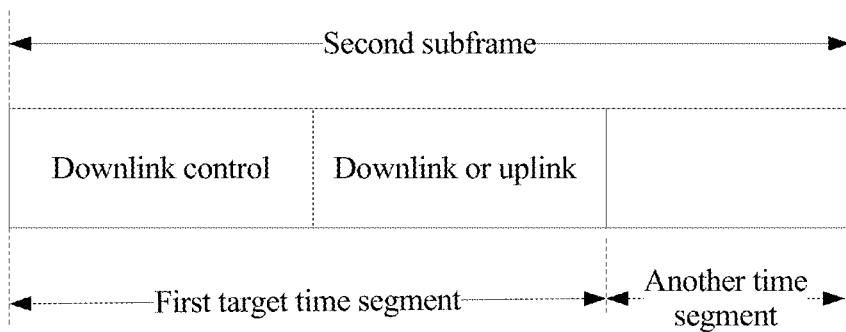 Second subframe
Downlink control
Downlink or uplink
First target time segment
Another time
segment